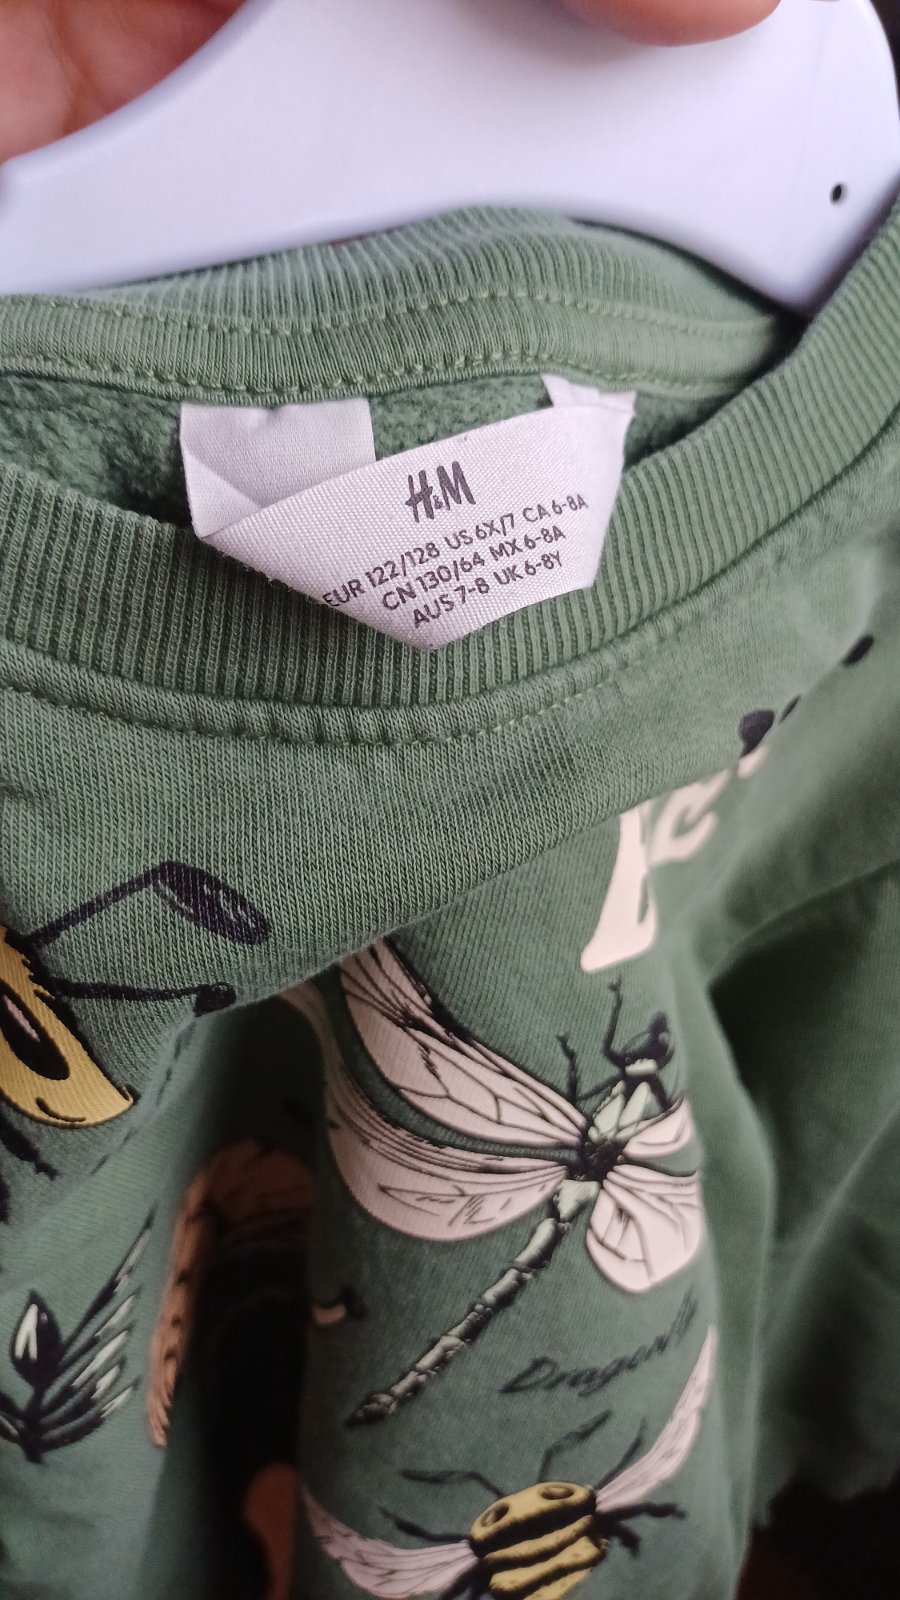 H&M
EUR 122/128 US 6X/7 CA 6-8A
CN 130/64 MX 6-8A
AUS 7-8 UK 6-8Y